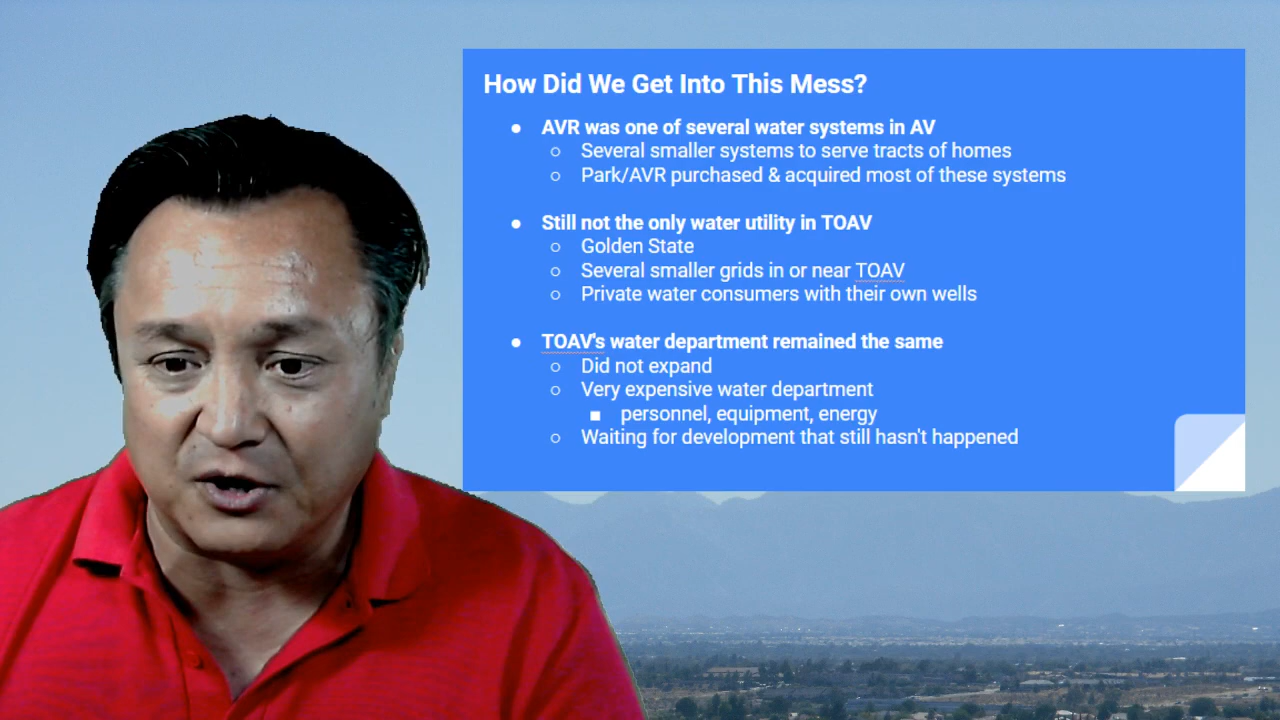 How Did We Get Into This Mess?
● AVR was one of several water systems in AV
○ Several smaller systems to serve tracts of homes
○ Park/AVR purchased & acquired most of these systems
● Still not the only water utility in TOAV
○ Golden State
○ Several smaller grids in or near TOAV
○ Private water consumers with their own wells
● TOAV's water department remained the same
○ Did not expand
○ Very expensive water department
■ personnel, equipment, energy
○ Waiting for development that still hasn't happened